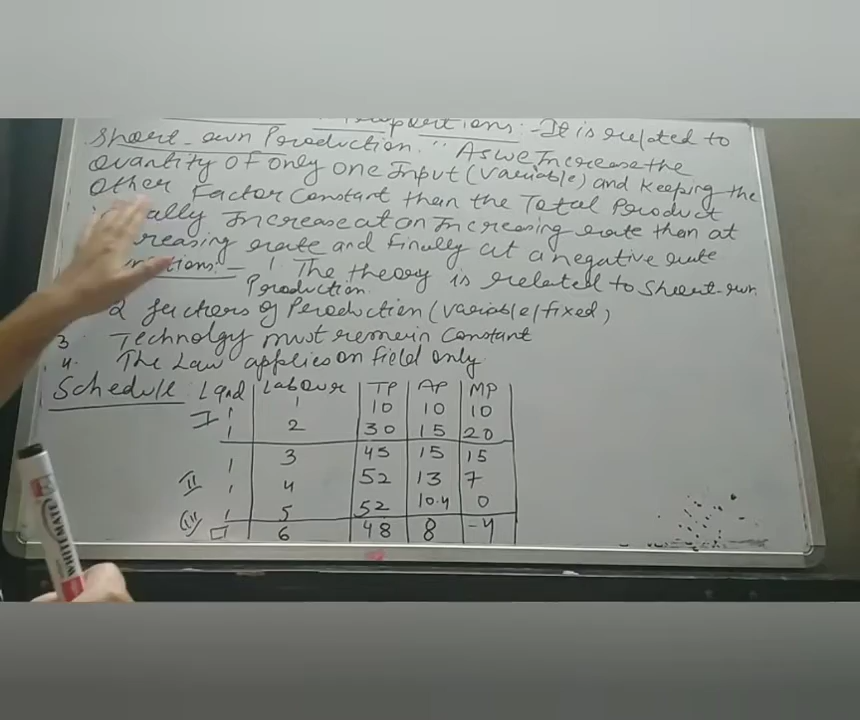 It is related to
Short-run Production. "As we Increase the
Quantity of only one Input (variable) and keeping the
Other Factor Constant then the Total Product
ally Increase at an Increasing rate then at
reasing rate and finally at a negative rate
tions:- 1 The theory is related to Short-run
Production.
2 factors of Production (variable/fixed)
3 Technolgy must remain Constant
4. The Law applies on field only.
Schedule Land Labour TP AP MP
I 1 1 10 10 10
1 2 30 15 20
1 3 45 15 15
II 1 4 52 13 7
1 5 52 10.4 0
(III) 6 48 8 -4
WHITEMATE